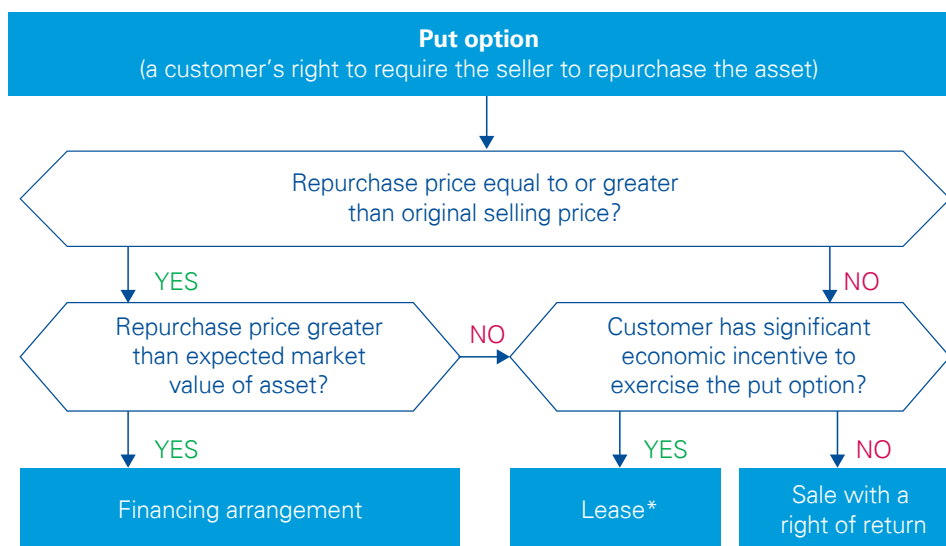 Put option
(a customer's right to require the seller to repurchase the asset)
Repurchase price equal to or greater
than original selling price?
YES
NO
Repurchase price greater
than expected market
value of asset?
NO
Customer has significant
economic incentive to
exercise the put option?
YES
YES
NO
Financing arrangement
Lease*
Sale with a
right of return